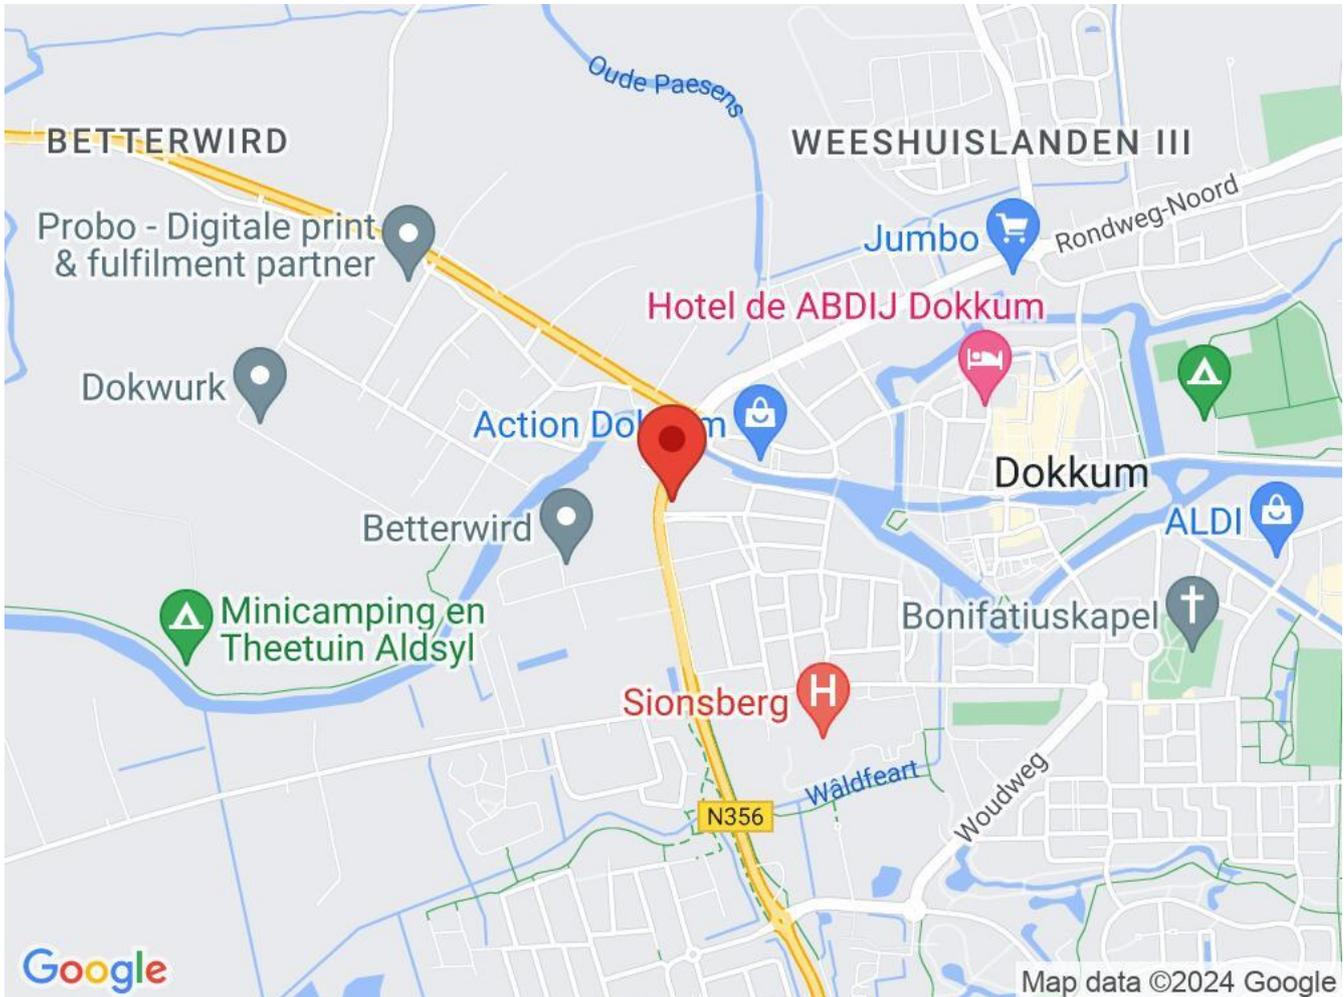 Oude Paesens
BETTERWIRD
WEESHUISLANDEN III
Probo - Digitale print
& fulfilment partner
Jumbo
Rondweg-Noord
Hotel de ABDIJ Dokkum
Dokwurk
Action Do m
Dokkum
Betterwird
ALDI
Minicamping en
Theetuin Aldsyl
Bonifatiuskapel
Sionsberg
H
Wâldfeart
Woudweg
N356
Google
Map data ©2024 Google